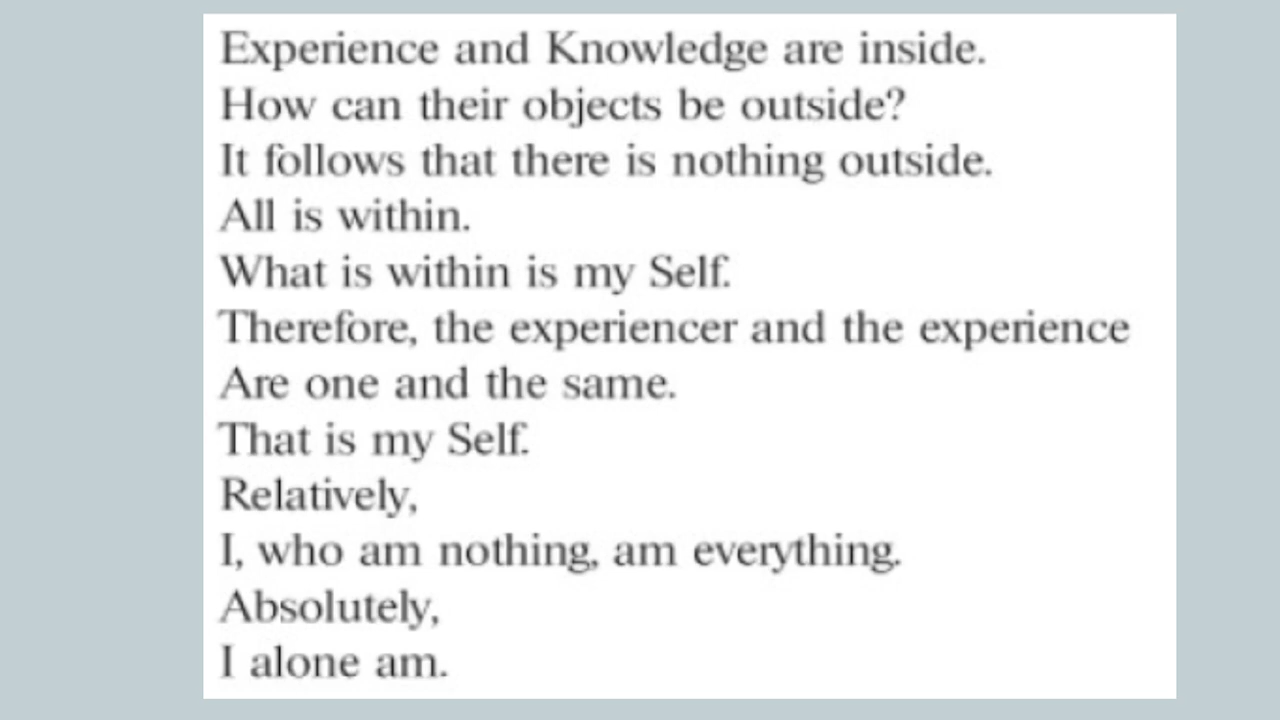 Experience and Knowledge are inside.
How can their objects be outside?
It follows that there is nothing outside.
All is within.
What is within is my Self.
Therefore, the experiencer and the experience
Are one and the same.
That is my Self.
Relatively,
I, who am nothing, am everything.
Absolutely,
I alone am.